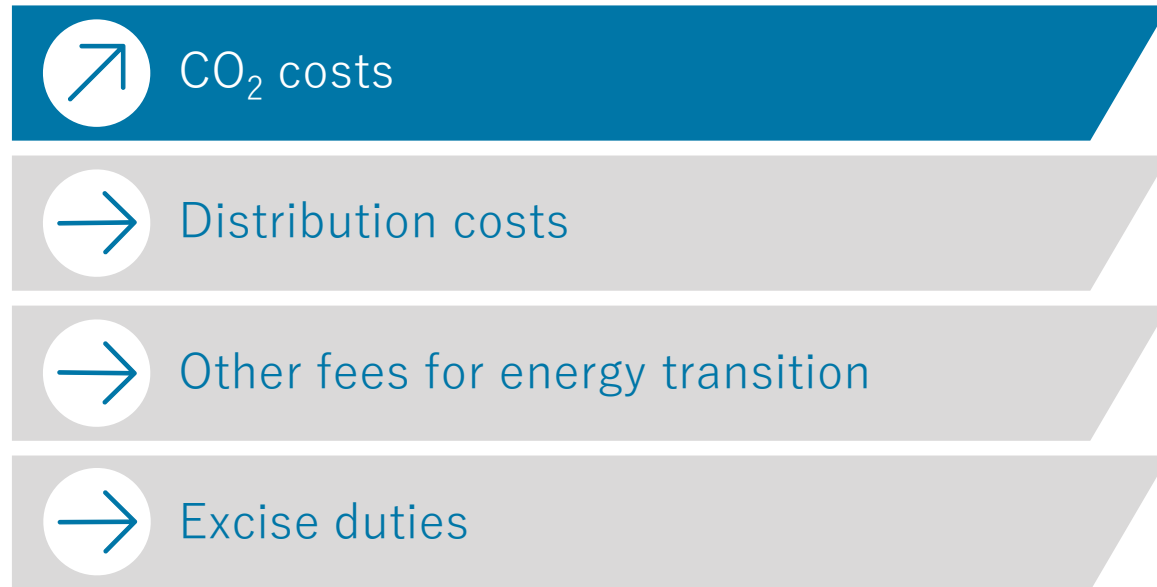 CO₂ costs
Distribution costs
Other fees for energy transition
Excise duties